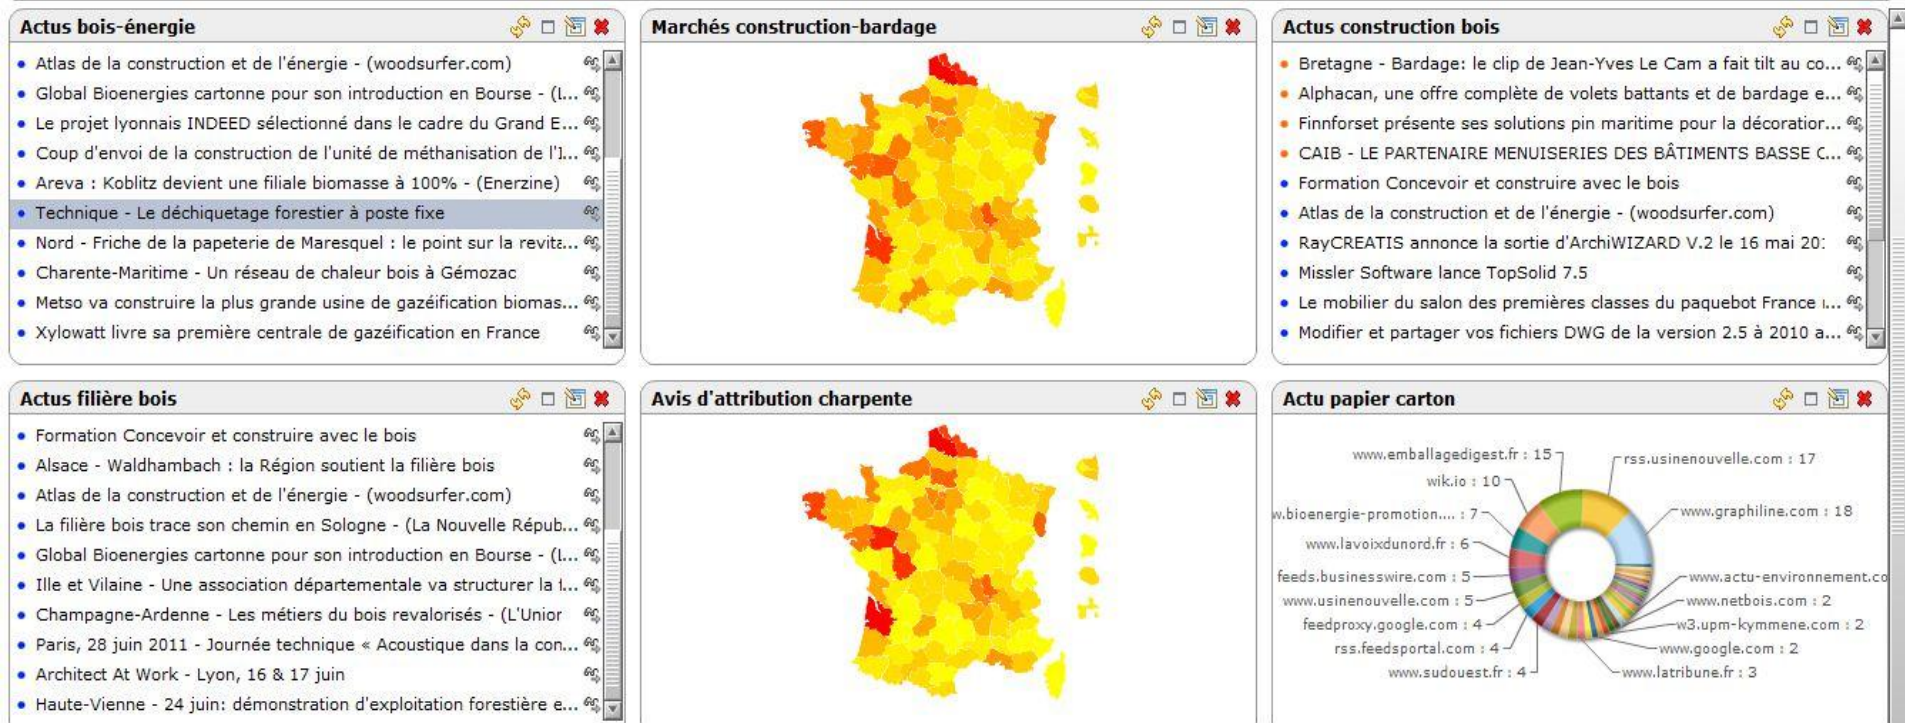 Actus bois-énergie
Atlas de la construction et de l'énergie - (woodsurfer.com)
Global Bioenergies cartonne pour son introduction en Bourse - (l...
Le projet lyonnais INDEED sélectionné dans le cadre du Grand E...
Coup d'envoi de la construction de l'unité de méthanisation de l'I...
Areva : Koblitz devient une filiale biomasse à 100% - (Enerzine)
Technique - Le déchiquetage forestier à poste fixe
Nord - Friche de la papeterie de Maresquel : le point sur la revita...
Charente-Maritime - Un réseau de chaleur bois à Gémozac
Metso va construire la plus grande usine de gazéification biomas...
Xylowatt livre sa première centrale de gazéification en France
Marchés construction-bardage
Actus construction bois
Bretagne - Bardage: le clip de Jean-Yves Le Cam a fait tilt au co...
Alphacan, une offre complète de volets battants et de bardage e...
Finnforset présente ses solutions pin maritime pour la décoration...
CAIB - LE PARTENAIRE MENUISERIES DES BÂTIMENTS BASSE C...
Formation Concevoir et construire avec le bois
Atlas de la construction et de l'énergie - (woodsurfer.com)
RayCREATIS annonce la sortie d'ArchiWIZARD V.2 le 16 mai 20
Missler Software lance TopSolid 7.5
Le mobilier du salon des premières classes du paquebot France ...
Modifier et partager vos fichiers DWG de la version 2.5 à 2010 a...
Actus filière bois
Formation Concevoir et construire avec le bois
Alsace - Waldhambach : la Région soutient la filière bois
Atlas de la construction et de l'énergie - (woodsurfer.com)
La filière bois trace son chemin en Sologne - (La Nouvelle Répub...
Global Bioenergies cartonne pour son introduction en Bourse - (l...
Ille et Vilaine - Une association départementale va structurer la f...
Champagne-Ardenne - Les métiers du bois revalorisés - (L'Union
Paris, 28 juin 2011 - Journée technique « Acoustique dans la con...
Architect At Work - Lyon, 16 & 17 juin
Haute-Vienne - 24 juin: démonstration d'exploitation forestière e...
Avis d'attribution charpente
Actu papier carton
www.emballagedigest.fr : 15
rss.usinenouvelle.com : 17
wik.io : 10
www.graphiline.com : 18
w.bioenergie-promotion.... : 7
www.lavoixdunord.fr : 6
feeds.businesswire.com : 5
www.actu-environnement.co
www.usinenouvelle.com : 5
www.netbois.com : 2
feedproxy.google.com : 4
w3.upm-kymmene.com : 2
rss.feedsportal.com : 4
www.google.com : 2
www.sudouest.fr : 4
www.latribune.fr : 3